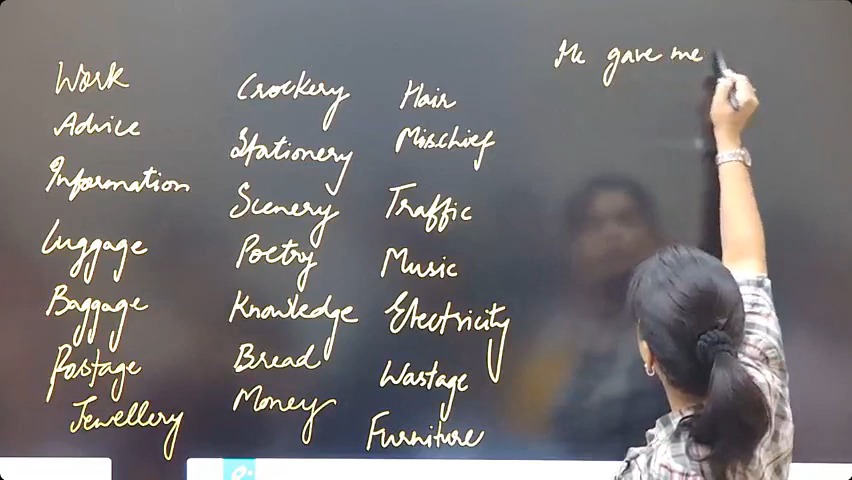 Work
Advice
Information
Luggage
Baggage
Postage
Jewellery
Crockery
Stationery
Scenery
Poetry
Knowledge
Bread
Money
Hair
Mischief
Traffic
Music
Electricity
Wastage
Furniture
He gave me